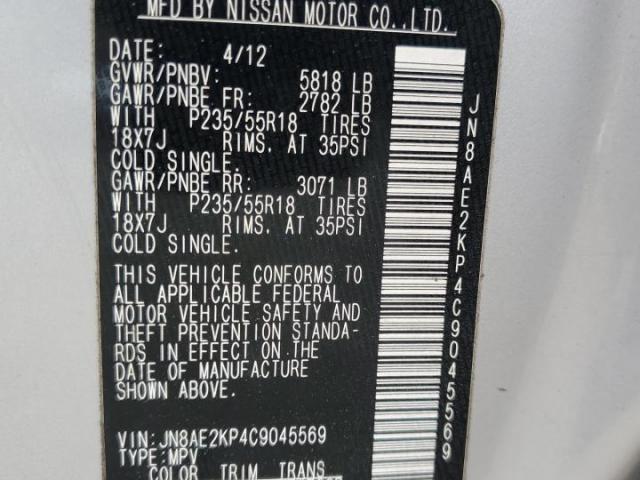 MFD BY NISSAN MOTOR CO.,LTD.
DATE: 4/12
GVWR/PNBV: 5818 LB
GAWR/PNBE FR: 2782 LB
WITH P235/55R18 TIRES
18X7J RIMS. AT 35PSI
COLD SINGLE.
GAWR/PNBE RR: 3071 LB
WITH P235/55R18 TIRES
18X7J RIMS. AT 35PSI
COLD SINGLE.
THIS VEHICLE CONFORMS TO
ALL APPLICABLE FEDERAL
MOTOR VEHICLE SAFETY AND
THEFT PREVENTION STANDA-
RDS IN EFFECT ON THE
DATE OF MANUFACTURE
SHOWN ABOVE.
VIN:JN8AE2KP4C9045569
TYPE:MPV
COLOR TRIM TRANS
JN8AE2KP4C9045569